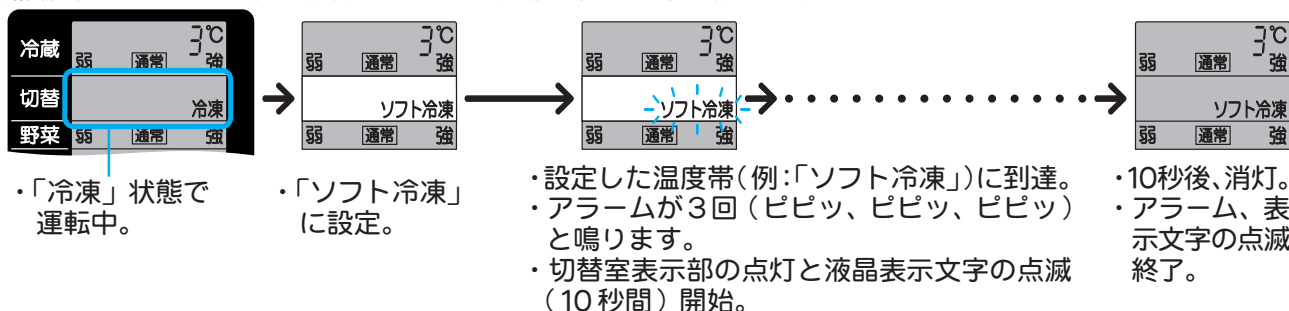 冷蔵
3℃
弱 通常 強
切替
冷凍
野菜
弱 通常 強
・「冷凍」状態で
運転中。
3℃
弱 通常 強
ソフト冷凍
弱 通常 強
・「ソフト冷凍」
に設定。
3℃
弱 通常 強
ソフト冷凍
弱 通常 強
・設定した温度帯(例:「ソフト冷凍」)に到達。
・アラームが3回(ピピッ、ピピッ、ピピッ)
と鳴ります。
・切替室表示部の点灯と液晶表示文字の点滅
(10秒間)開始。
3℃
弱 通常 強
ソフト冷凍
弱 通常 強
・10秒後、消灯。
・アラーム、表
示文字の点滅
終了。